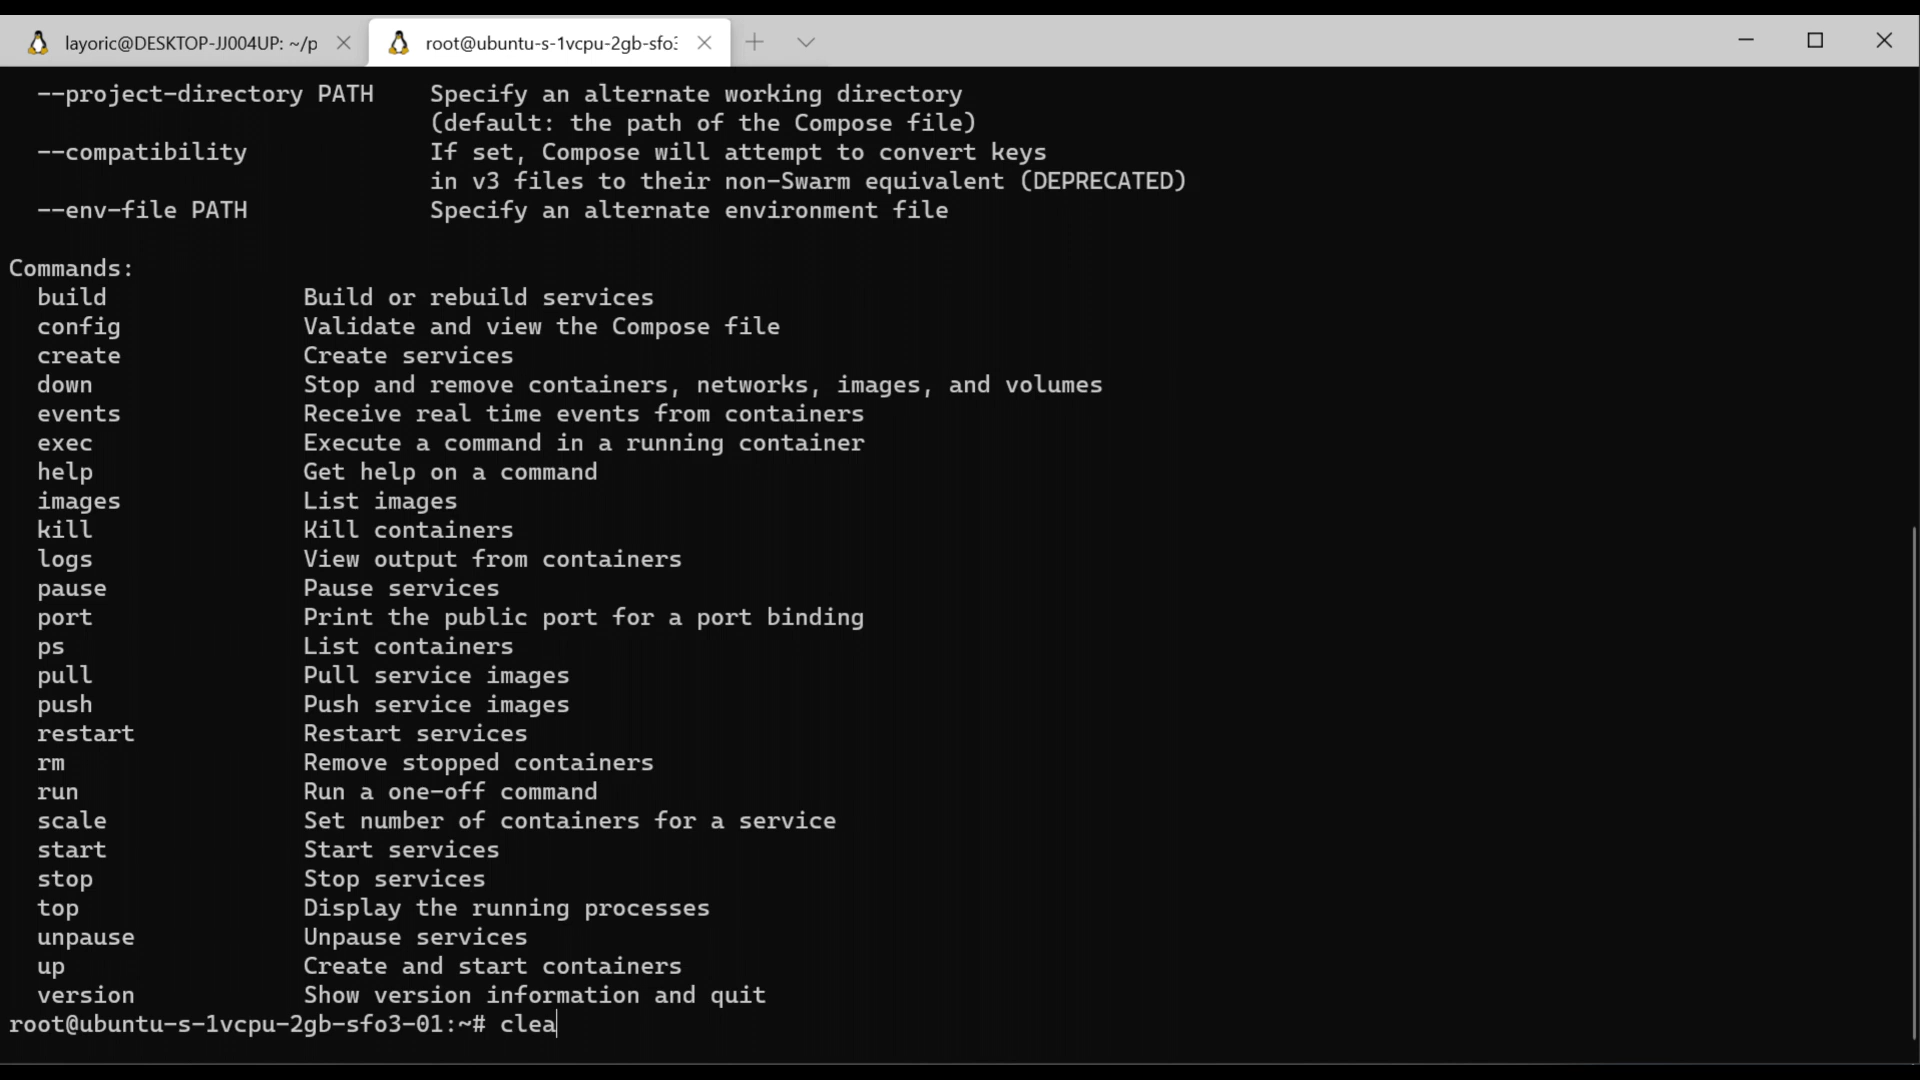 layoric@DESKTOP-JJ004UP: ~/p
root@ubuntu-s-1vcpu-2gb-sfo3
--project-directory PATH    Specify an alternate working directory
(default: the path of the Compose file)
--compatibility             If set, Compose will attempt to convert keys
in v3 files to their non-Swarm equivalent (DEPRECATED)
--env-file PATH             Specify an alternate environment file
Commands:
build              Build or rebuild services
config             Validate and view the Compose file
create             Create services
down               Stop and remove containers, networks, images, and volumes
events             Receive real time events from containers
exec               Execute a command in a running container
help               Get help on a command
images             List images
kill               Kill containers
logs               View output from containers
pause              Pause services
port               Print the public port for a port binding
ps                 List containers
pull               Pull service images
push               Push service images
restart            Restart services
rm                 Remove stopped containers
run                Run a one-off command
scale              Set number of containers for a service
start              Start services
stop               Stop services
top                Display the running processes
unpause            Unpause services
up                 Create and start containers
version            Show version information and quit
root@ubuntu-s-1vcpu-2gb-sfo3-01:~# clea